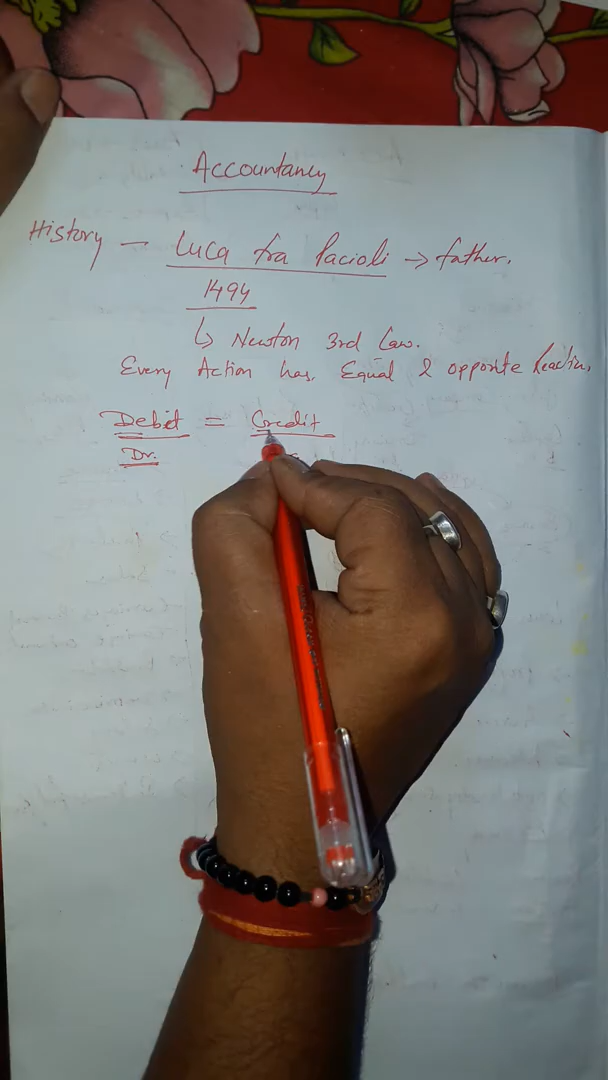 Accountancy
History — Luca fra Pacioli → father.
1494
↳ Newton 3rd Law.
Every Action has. Equal & opposite Reaction,
Debit = Credit
Dr.